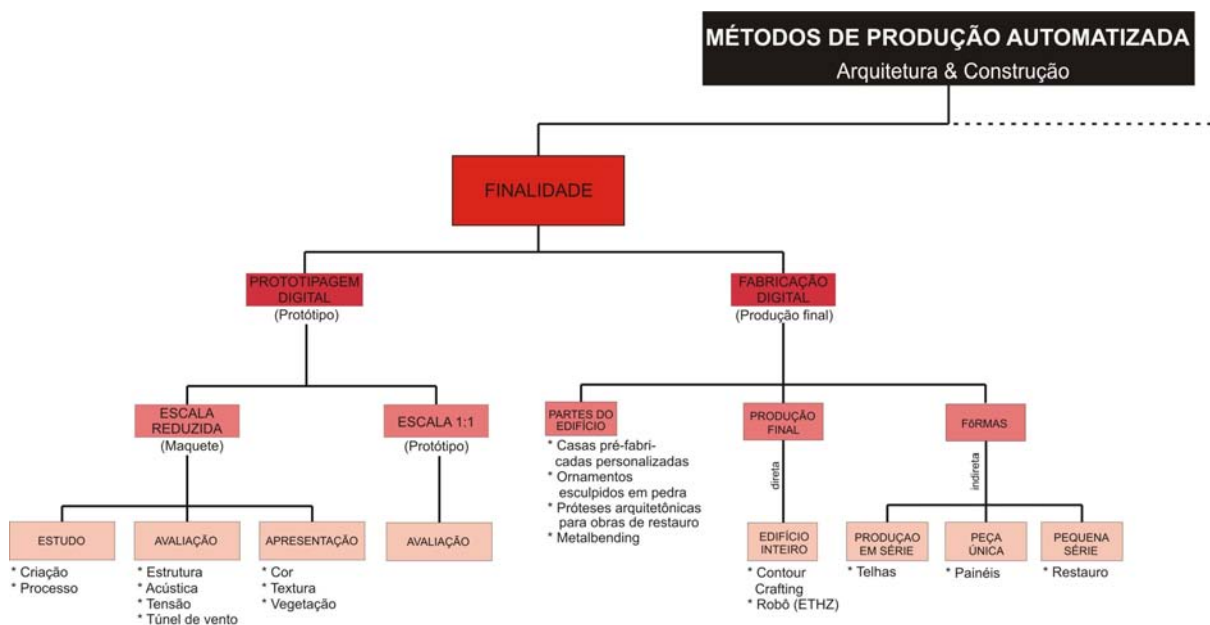 MÉTODOS DE PRODUÇÃO AUTOMATIZADA
Arquitetura & Construção
FINALIDADE
PROTOTIPAGEM
DIGITAL
(Protótipo)
FABRICAÇÃO
DIGITAL
(Produção final)
ESCALA
REDUZIDA
(Maquete)
ESCALA 1:1
(Protótipo)
PARTES DO
EDIFÍCIO
* Casas pré-fabri-
cadas personalizadas
* Ornamentos
esculpidos em pedra
* Próteses arquitetônicas
para obras de restauro
* Metalbending
PRODUÇÃO
FINAL
direta
FôRMAS
indireta
ESTUDO
* Criação
* Processo
AVALIAÇÃO
* Estrutura
* Acústica
* Tensão
* Túnel de vento
APRESENTAÇÃO
* Cor
* Textura
* Vegetação
AVALIAÇÃO
EDIFÍCIO
INTEIRO
* Contour
Crafting
* Robô (ETHZ)
PRODUÇAO
EM SÉRIE
* Telhas
PEÇA
ÚNICA
* Painéis
PEQUENA
SÉRIE
* Restauro